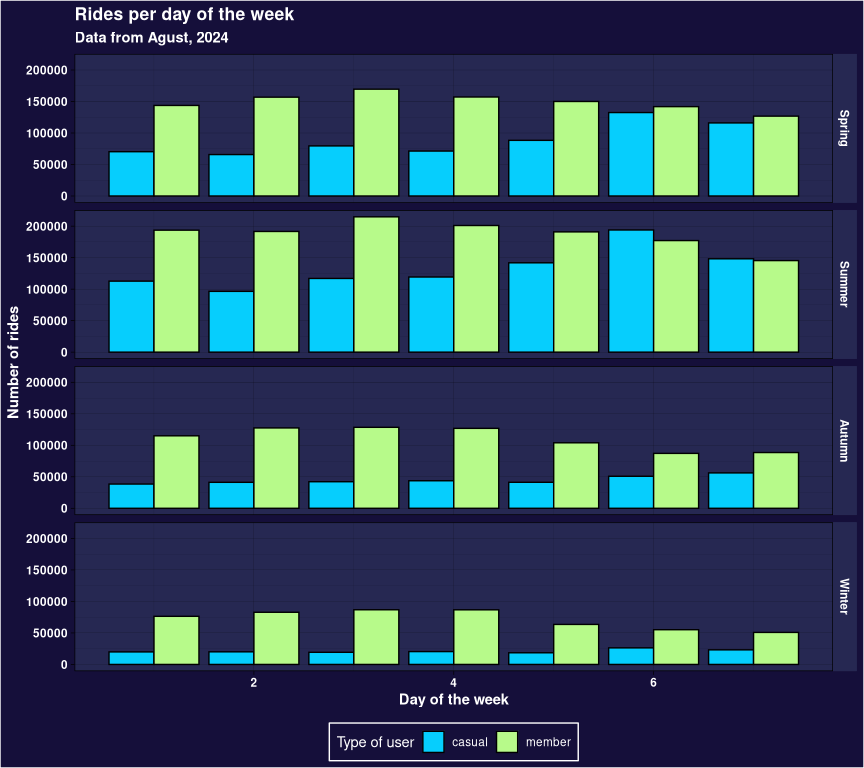 Rides per day of the week
Data from Agust, 2024
Number of rides
200000
150000
100000
50000
0
Spring
200000
150000
100000
50000
0
Summer
200000
150000
100000
50000
0
Autumn
200000
150000
100000
50000
0
Winter
2 4 6
Day of the week
Type of user casual member